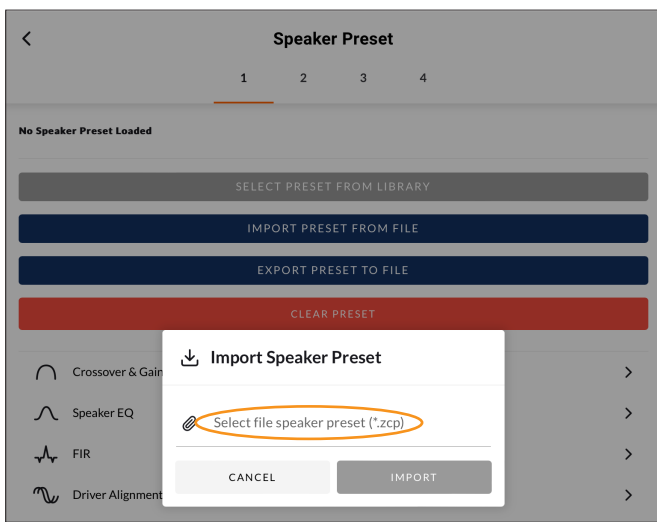 Speaker Preset
1 2 3 4
No Speaker Preset Loaded
SELECT PRESET FROM LIBRARY
IMPORT PRESET FROM FILE
EXPORT PRESET TO FILE
CLEAR PRESET
Import Speaker Preset
Crossover & Gain
Select file speaker preset (*.zcp)
Speaker EQ
FIR
CANCEL IMPORT
Driver Alignment